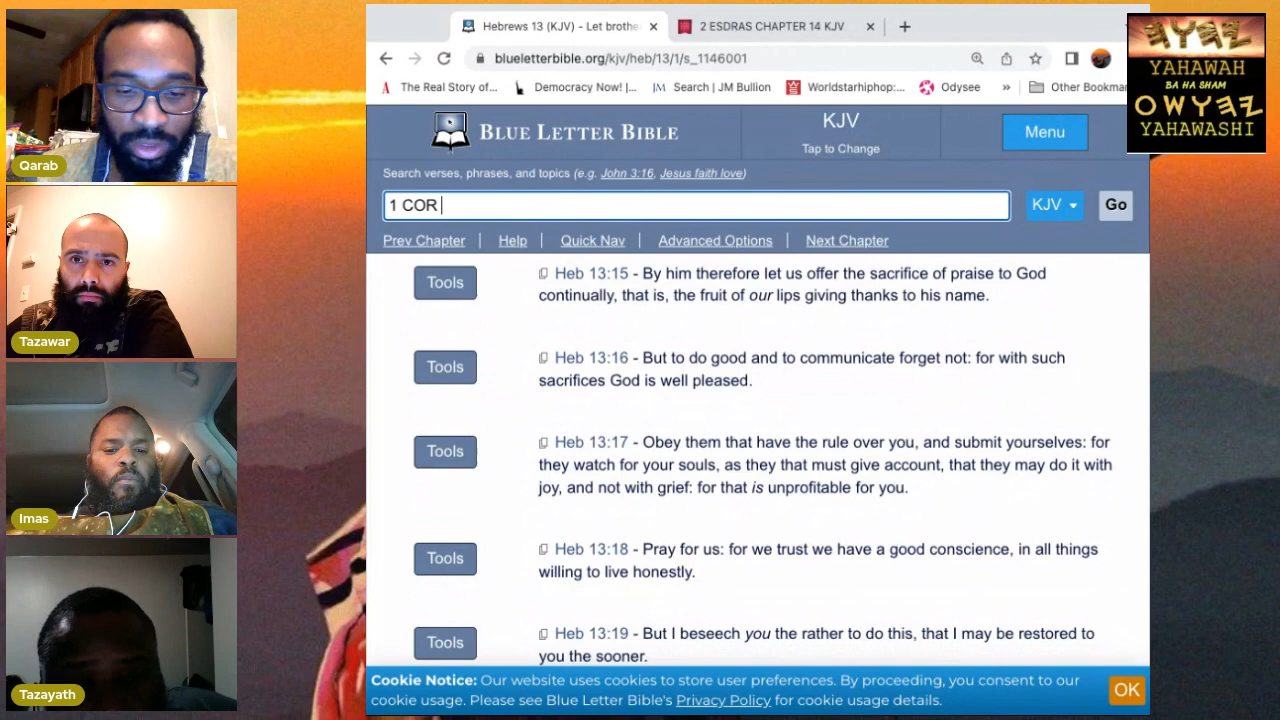 Qarab
Tazawar
Imas
Tazayath
Hebrews 13 (KJV) - Let brothe
2 ESDRAS CHAPTER 14 KJV
blueletterbible.org/kjv/heb/13/1/s_1146001
The Real Story of...
Democracy Now! |...
Search | JM Bullion
Worldstarhiphop:...
Odysee
»
Other Bookmar
BLUE LETTER BIBLE
KJV
Tap to Change
Menu
Search verses, phrases, and topics (e.g. John 3:16, Jesus faith love)
1 COR
KJV
Go
Prev Chapter | Help | Quick Nav | Advanced Options | Next Chapter
Tools
Heb 13:15 - By him therefore let us offer the sacrifice of praise to God
continually, that is, the fruit of our lips giving thanks to his name.
Tools
Heb 13:16 - But to do good and to communicate forget not: for with such
sacrifices God is well pleased.
Tools
Heb 13:17 - Obey them that have the rule over you, and submit yourselves: for
they watch for your souls, as they that must give account, that they may do it with
joy, and not with grief: for that is unprofitable for you.
Tools
Heb 13:18 - Pray for us: for we trust we have a good conscience, in all things
willing to live honestly.
Tools
Heb 13:19 - But I beseech you the rather to do this, that I may be restored to
you the sooner.
Cookie Notice: Our website uses cookies to store user preferences. By proceeding, you consent to our
cookie usage. Please see Blue Letter Bible's Privacy Policy for cookie usage details.
OK
YAHAWAH
BA HA SHAM
YAHAWASHI